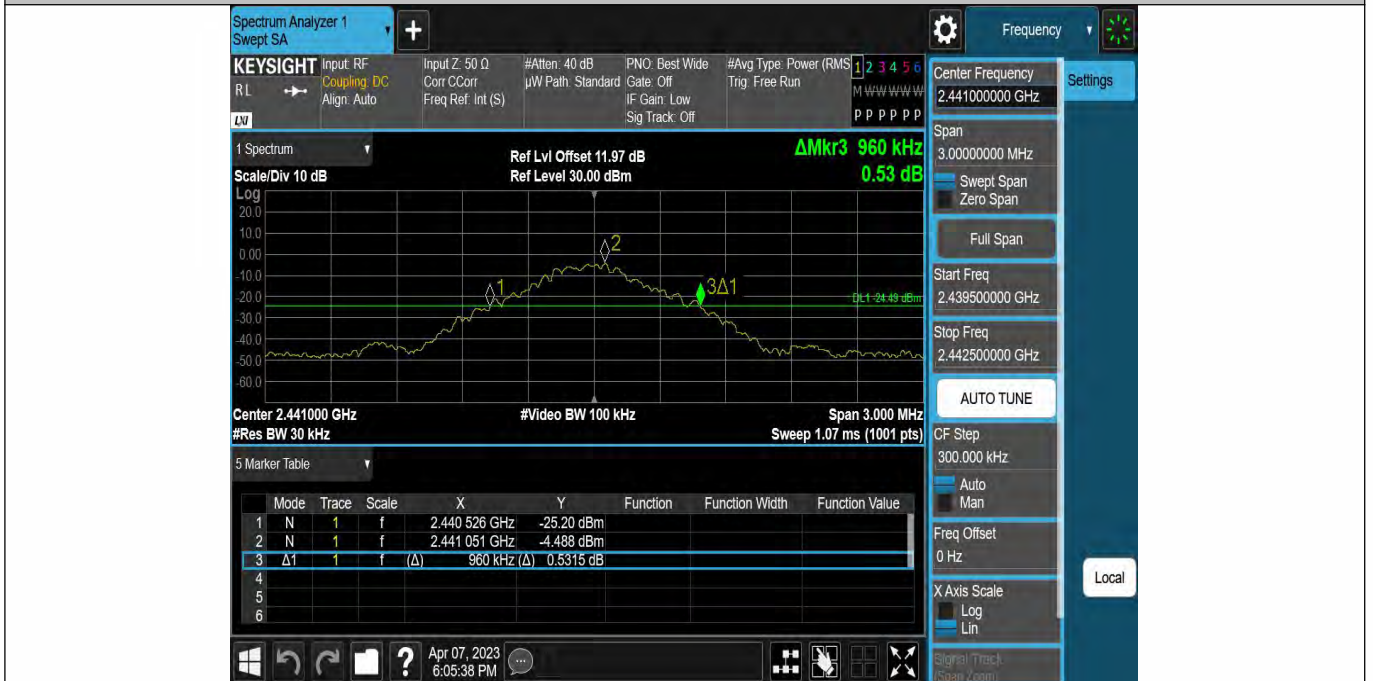 Spectrum Analyzer 1
Swept SA
+
Frequency
KEYSIGHT
RL
LXI
Input: RF
Coupling: DC
Align: Auto
Input Z: 50 Ω
Corr CCorr
Freq Ref: Int (S)
#Atten: 40 dB
µW Path: Standard
PNO: Best Wide
Gate: Off
IF Gain: Low
Sig Track: Off
#Avg Type: Power (RMS
Trig: Free Run
1 2 3 4 5 6
M W W W W W
P P P P P P
1 Spectrum
Scale/Div 10 dB
Ref Lvl Offset 11.97 dB
Ref Level 30.00 dBm
ΔMkr3 960 kHz
0.53 dB
Log
20.0
10.0
0.00
-10.0
-20.0
-30.0
-40.0
-50.0
-60.0
1
2
3Δ1
DL1 -24.49 dBm
Center 2.441000 GHz
#Video BW 100 kHz
Span 3.000 MHz
#Res BW 30 kHz
Sweep 1.07 ms (1001 pts)
5 Marker Table
Mode Trace Scale X Y Function Function Width Function Value
1 N 1 f 2.440 526 GHz -25.20 dBm
2 N 1 f 2.441 051 GHz -4.488 dBm
3 Δ1 1 f (Δ) 960 kHz (Δ) 0.5315 dB
4
5
6
?
Apr 07, 2023
6:05:38 PM
Center Frequency
2.441000000 GHz
Settings
Span
3.00000000 MHz
Swept Span
Zero Span
Full Span
Start Freq
2.439500000 GHz
Stop Freq
2.442500000 GHz
AUTO TUNE
CF Step
300.000 kHz
Auto
Man
Freq Offset
0 Hz
X Axis Scale
Log
Lin
Signal Track
(Span Zoom)
Local